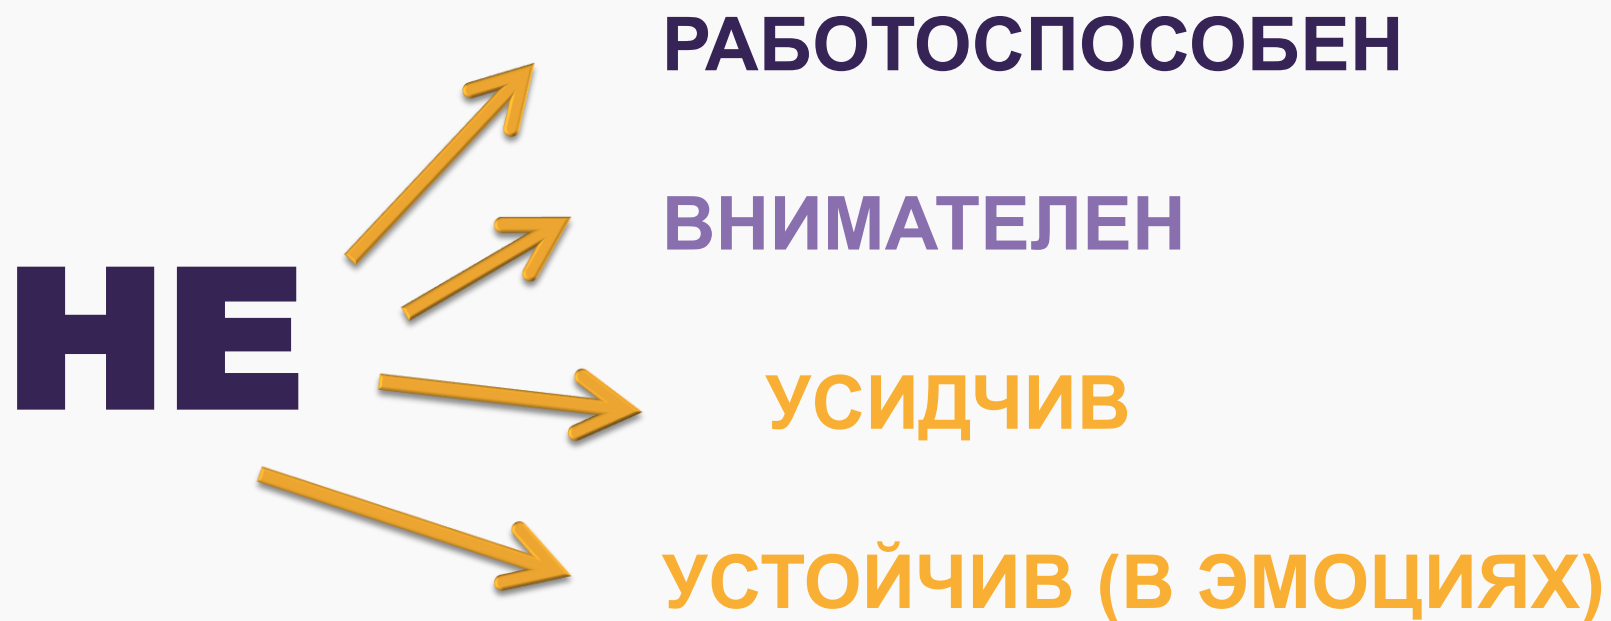 РАБОТОСПОСОБЕН
ВНИМАТЕЛЕН
НЕ
УСИДЧИВ
УСТОЙЧИВ (В ЭМОЦИЯХ)